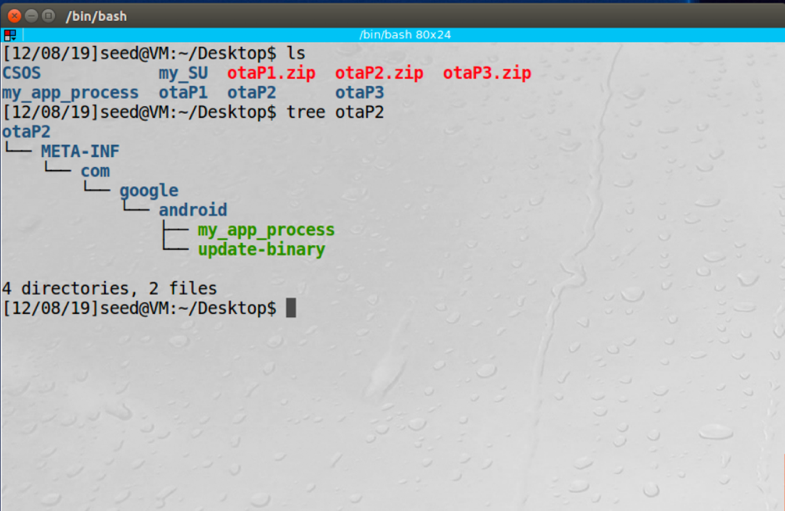 /bin/bash
/bin/bash 80x24
[12/08/19]seed@VM:~/Desktop$ ls
CSOS            my_SU  otaP1.zip  otaP2.zip  otaP3.zip
my_app_process  otaP1  otaP2      otaP3
[12/08/19]seed@VM:~/Desktop$ tree otaP2
otaP2
└── META-INF
    └── com
        └── google
            └── android
                ├── my_app_process
                └── update-binary

4 directories, 2 files
[12/08/19]seed@VM:~/Desktop$